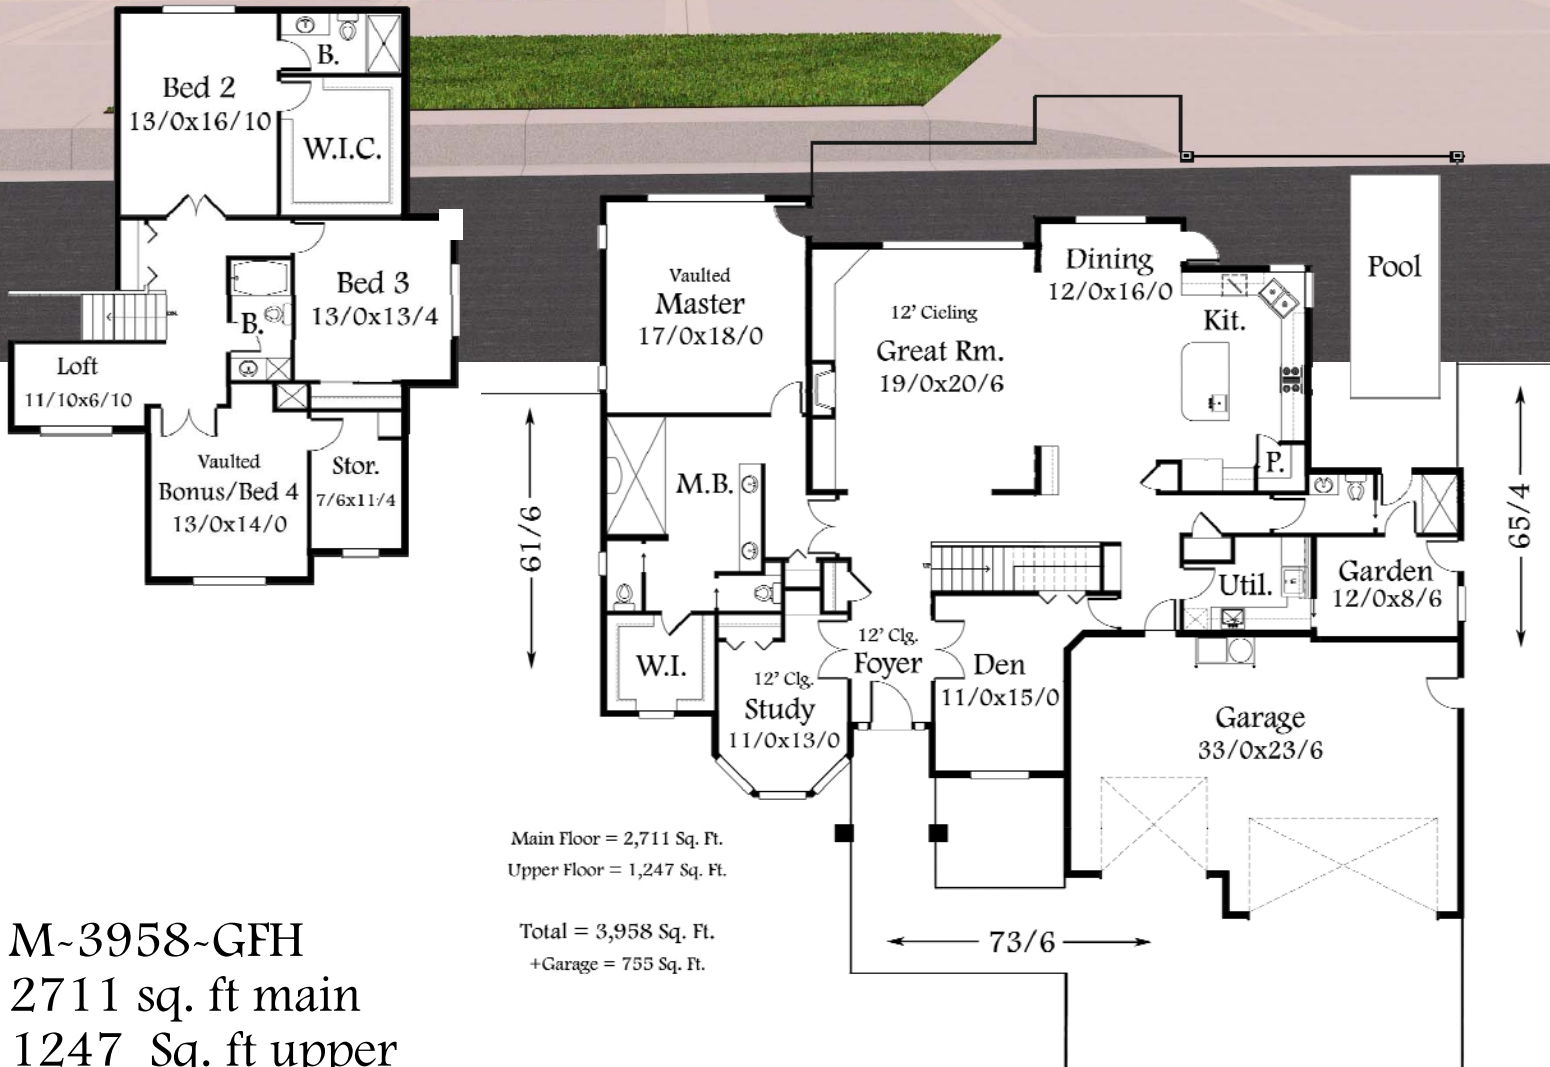 Bed 2
13/0x16/10
B.
W.I.C.
Bed 3
13/0x13/4
B.
Loft
11/10x6/10
Vaulted
Bonus/Bed 4
13/0x14/0
Stor.
7/6x11/4
Vaulted
Master
17/0x18/0
12' Cieling
Great Rm.
19/0x20/6
Dining
12/0x16/0
Kit.
Pool
P.
M.B.
61/6
65/4
Util.
Garden
12/0x8/6
W.I.
12' Clg.
Study
11/0x13/0
12' Clg.
Foyer
Den
11/0x15/0
Garage
33/0x23/6
Main Floor = 2,711 Sq. Ft.
Upper Floor = 1,247 Sq. Ft.
Total = 3,958 Sq. Ft.
+Garage = 755 Sq. Ft.
73/6
M~3958~GFH
2711 sq. ft main
1247 Sq. ft upper